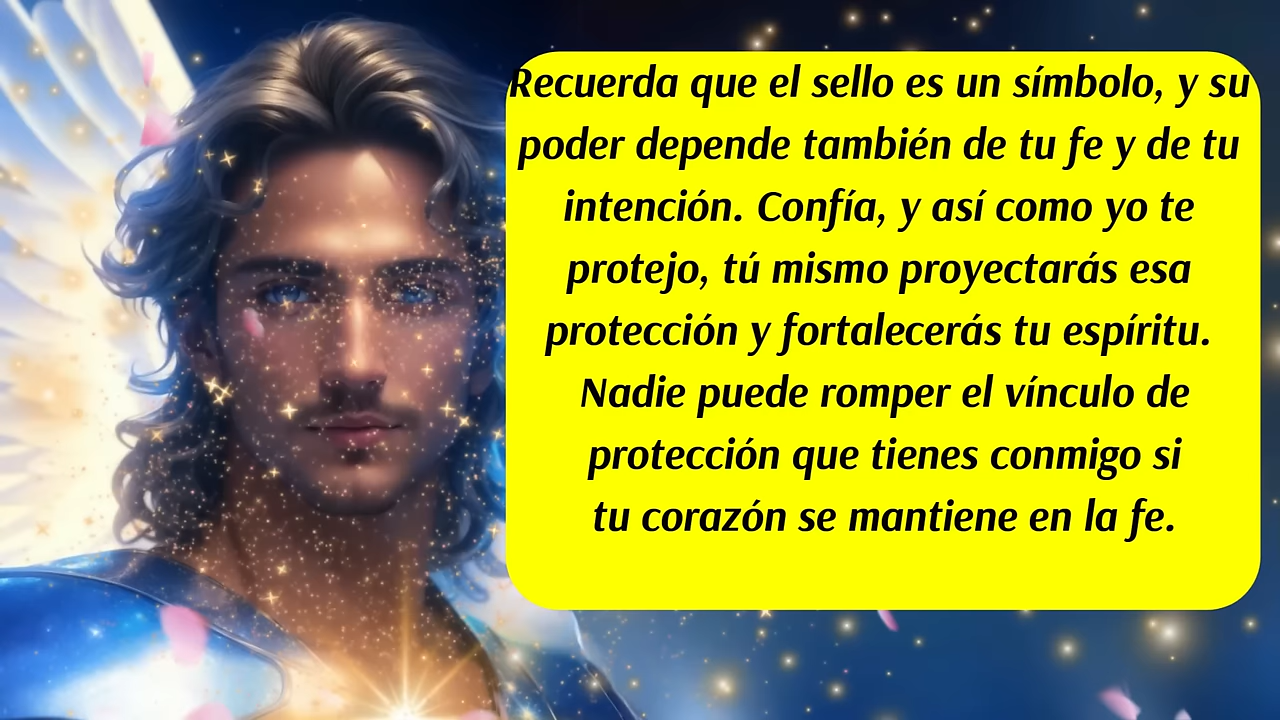 Recuerda que el sello es un símbolo, y su
poder depende también de tu fe y de tu
intención. Confía, y así como yo te
protejo, tú mismo proyectarás esa
protección y fortalecerás tu espíritu.
Nadie puede romper el vínculo de
protección que tienes conmigo si
tu corazón se mantiene en la fe.